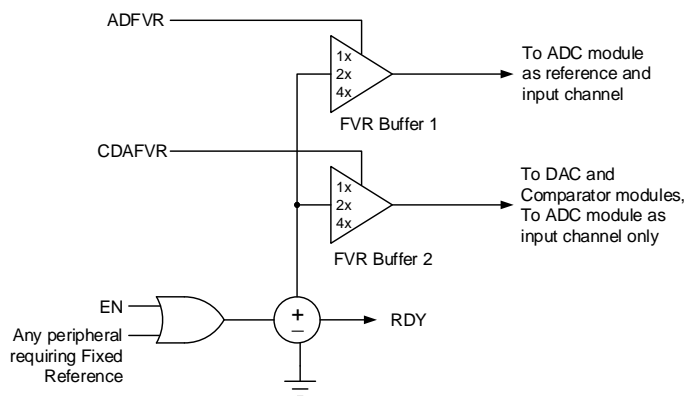 ADFVR
1x
2x
4x
To ADC module
as reference and
input channel
FVR Buffer 1
CDAFVR
1x
2x
4x
To DAC and
Comparator modules,
To ADC module as
input channel only
FVR Buffer 2
EN
Any peripheral
requiring Fixed
Reference
+
−
RDY